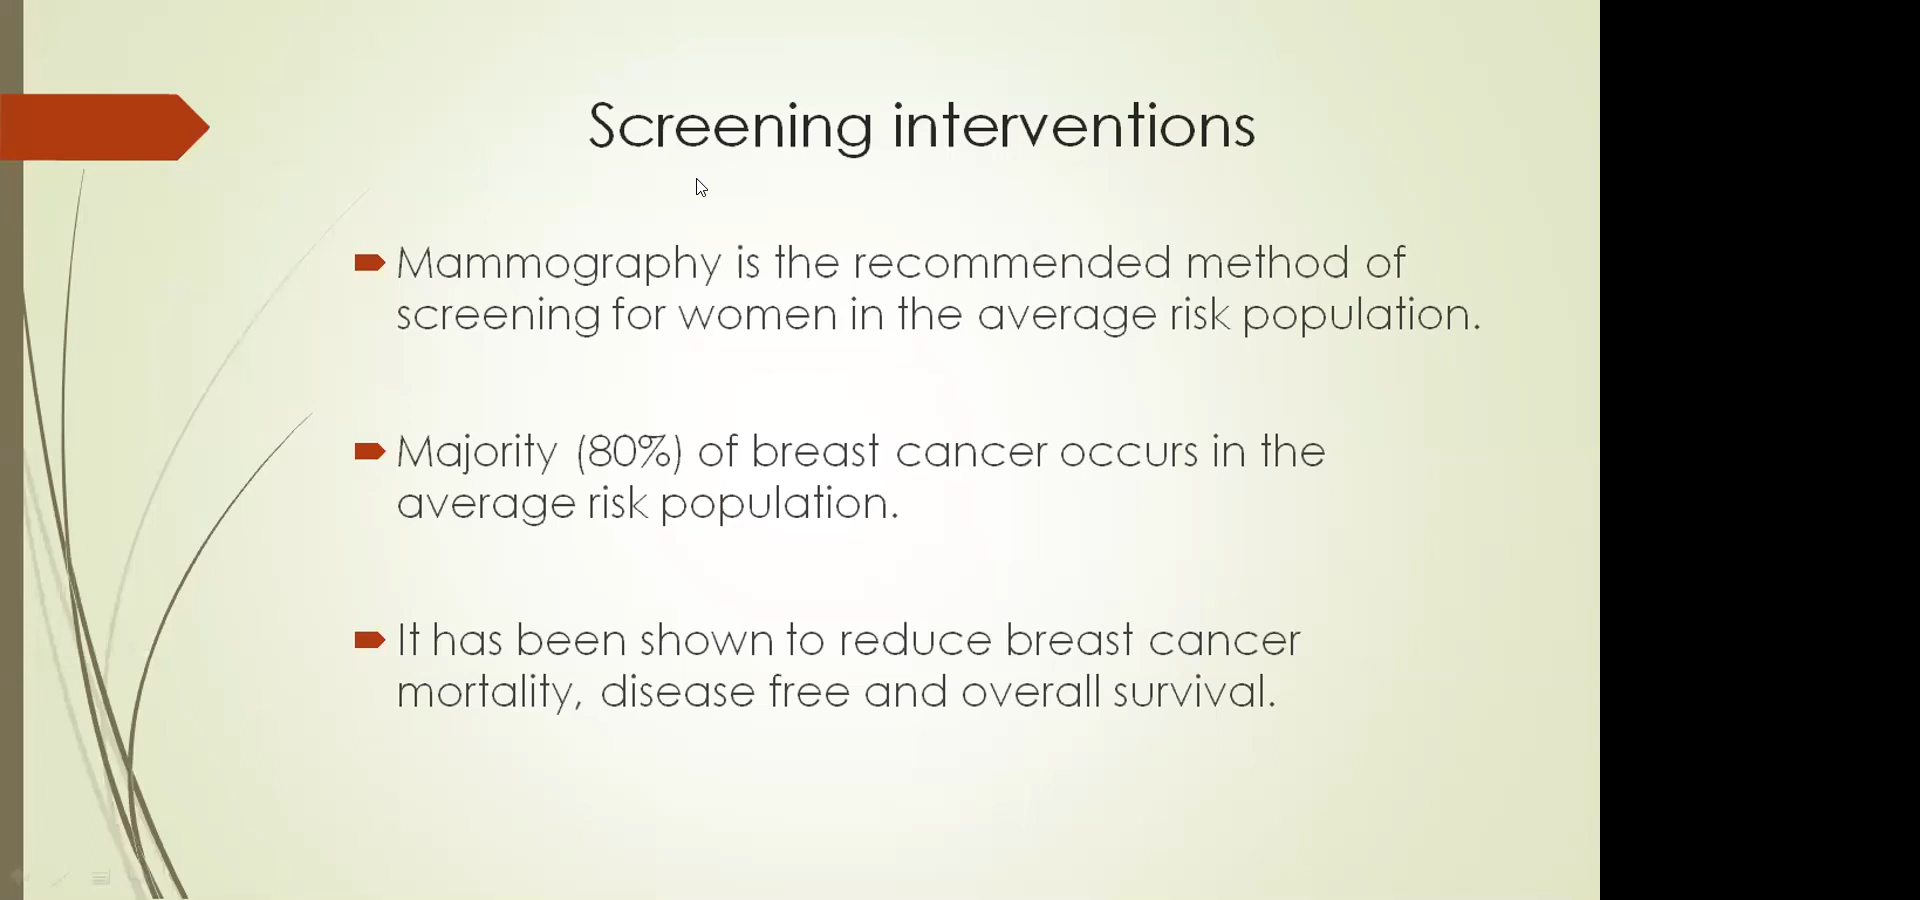 Screening interventions
Mammography is the recommended method of
screening for women in the average risk population.
Majority (80%) of breast cancer occurs in the
average risk population.
It has been shown to reduce breast cancer
mortality, disease free and overall survival.